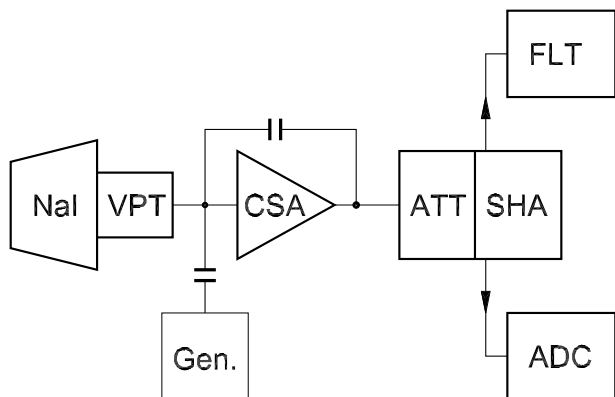 FLT
NaI
VPT
CSA
ATT
SHA
Gen.
ADC